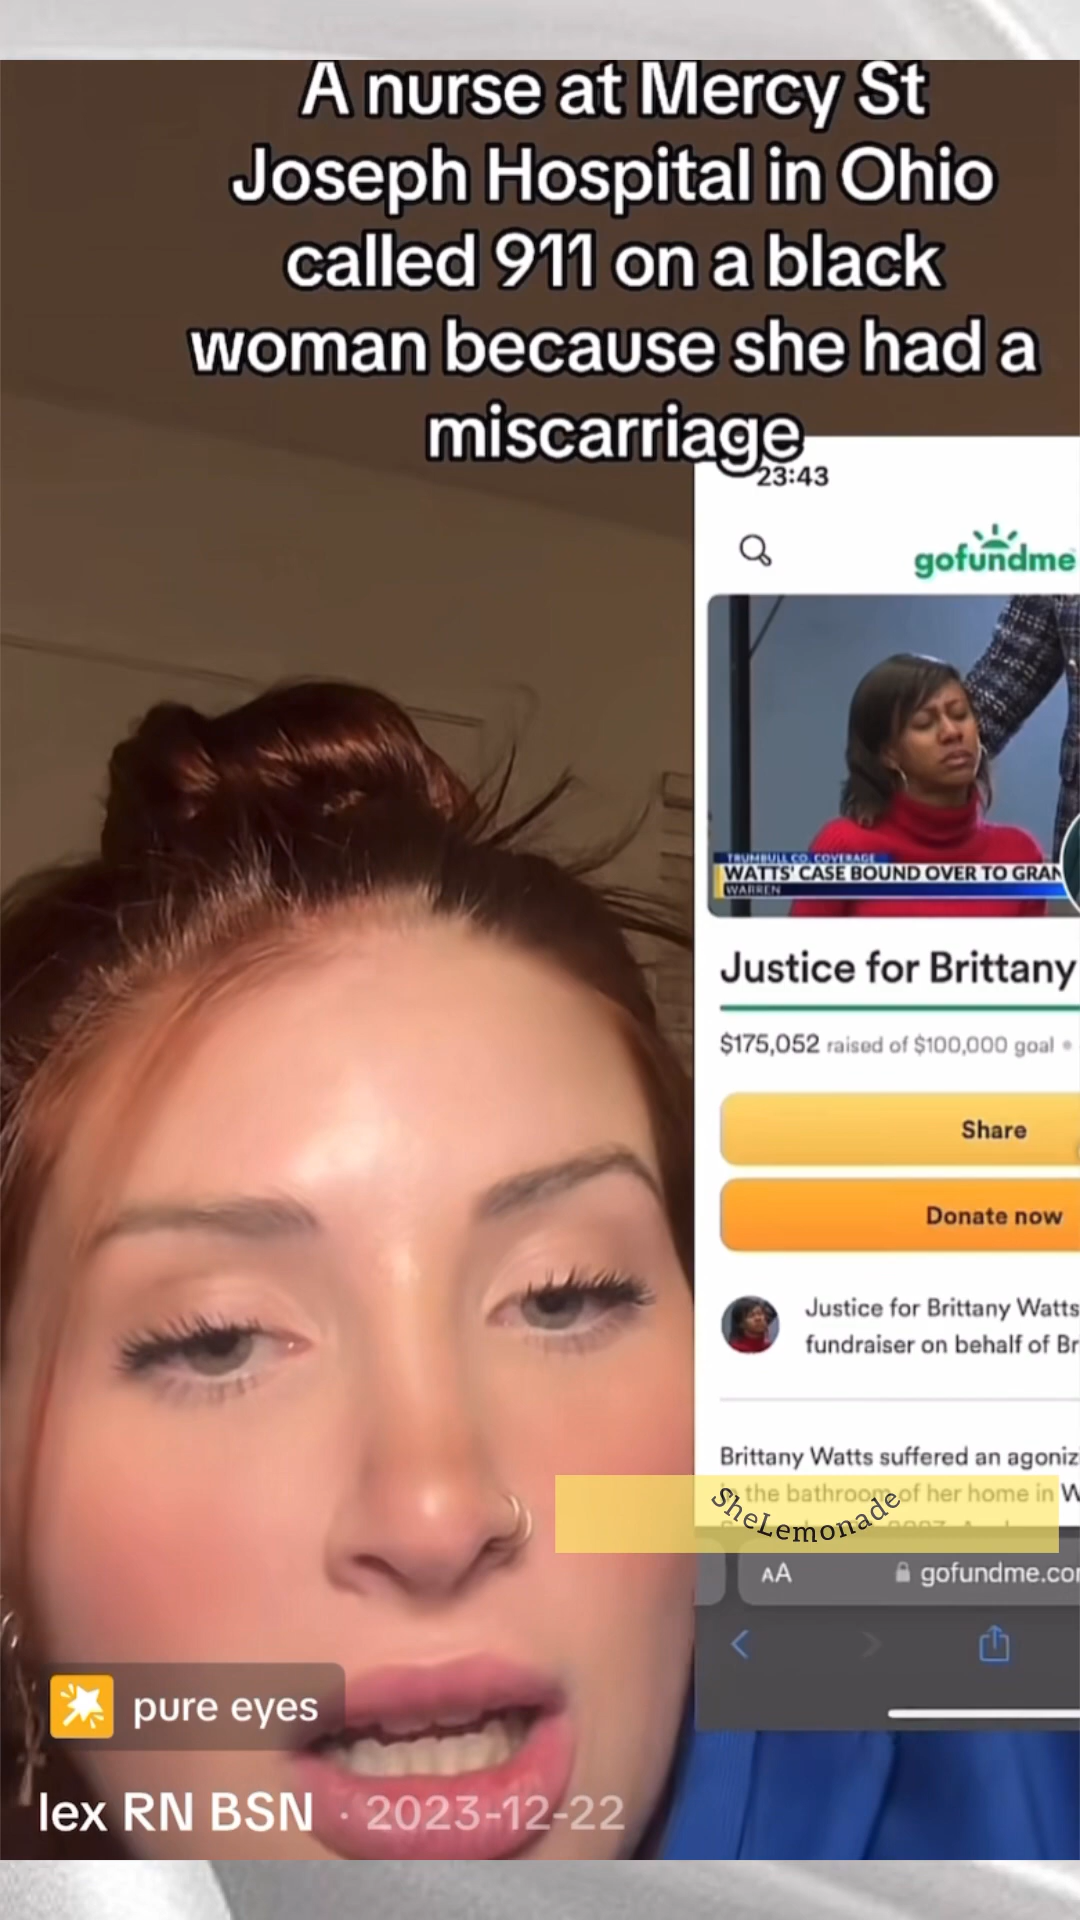 A nurse at Mercy St
Joseph Hospital in Ohio
called 911 on a black
woman because she had a
miscarriage
23:43
gofundme
TRUMBULL CO. COVERAGE
WATTS' CASE BOUND OVER TO GRAN
WARREN
Justice for Brittany
$175,052 raised of $100,000 goal •
Share
Donate now
Justice for Brittany Watts
fundraiser on behalf of Br
Brittany Watts suffered an agoniz
the bathroom of her home in W
SheLemonade
AA gofundme.com
pure eyes
lex RN BSN · 2023-12-22